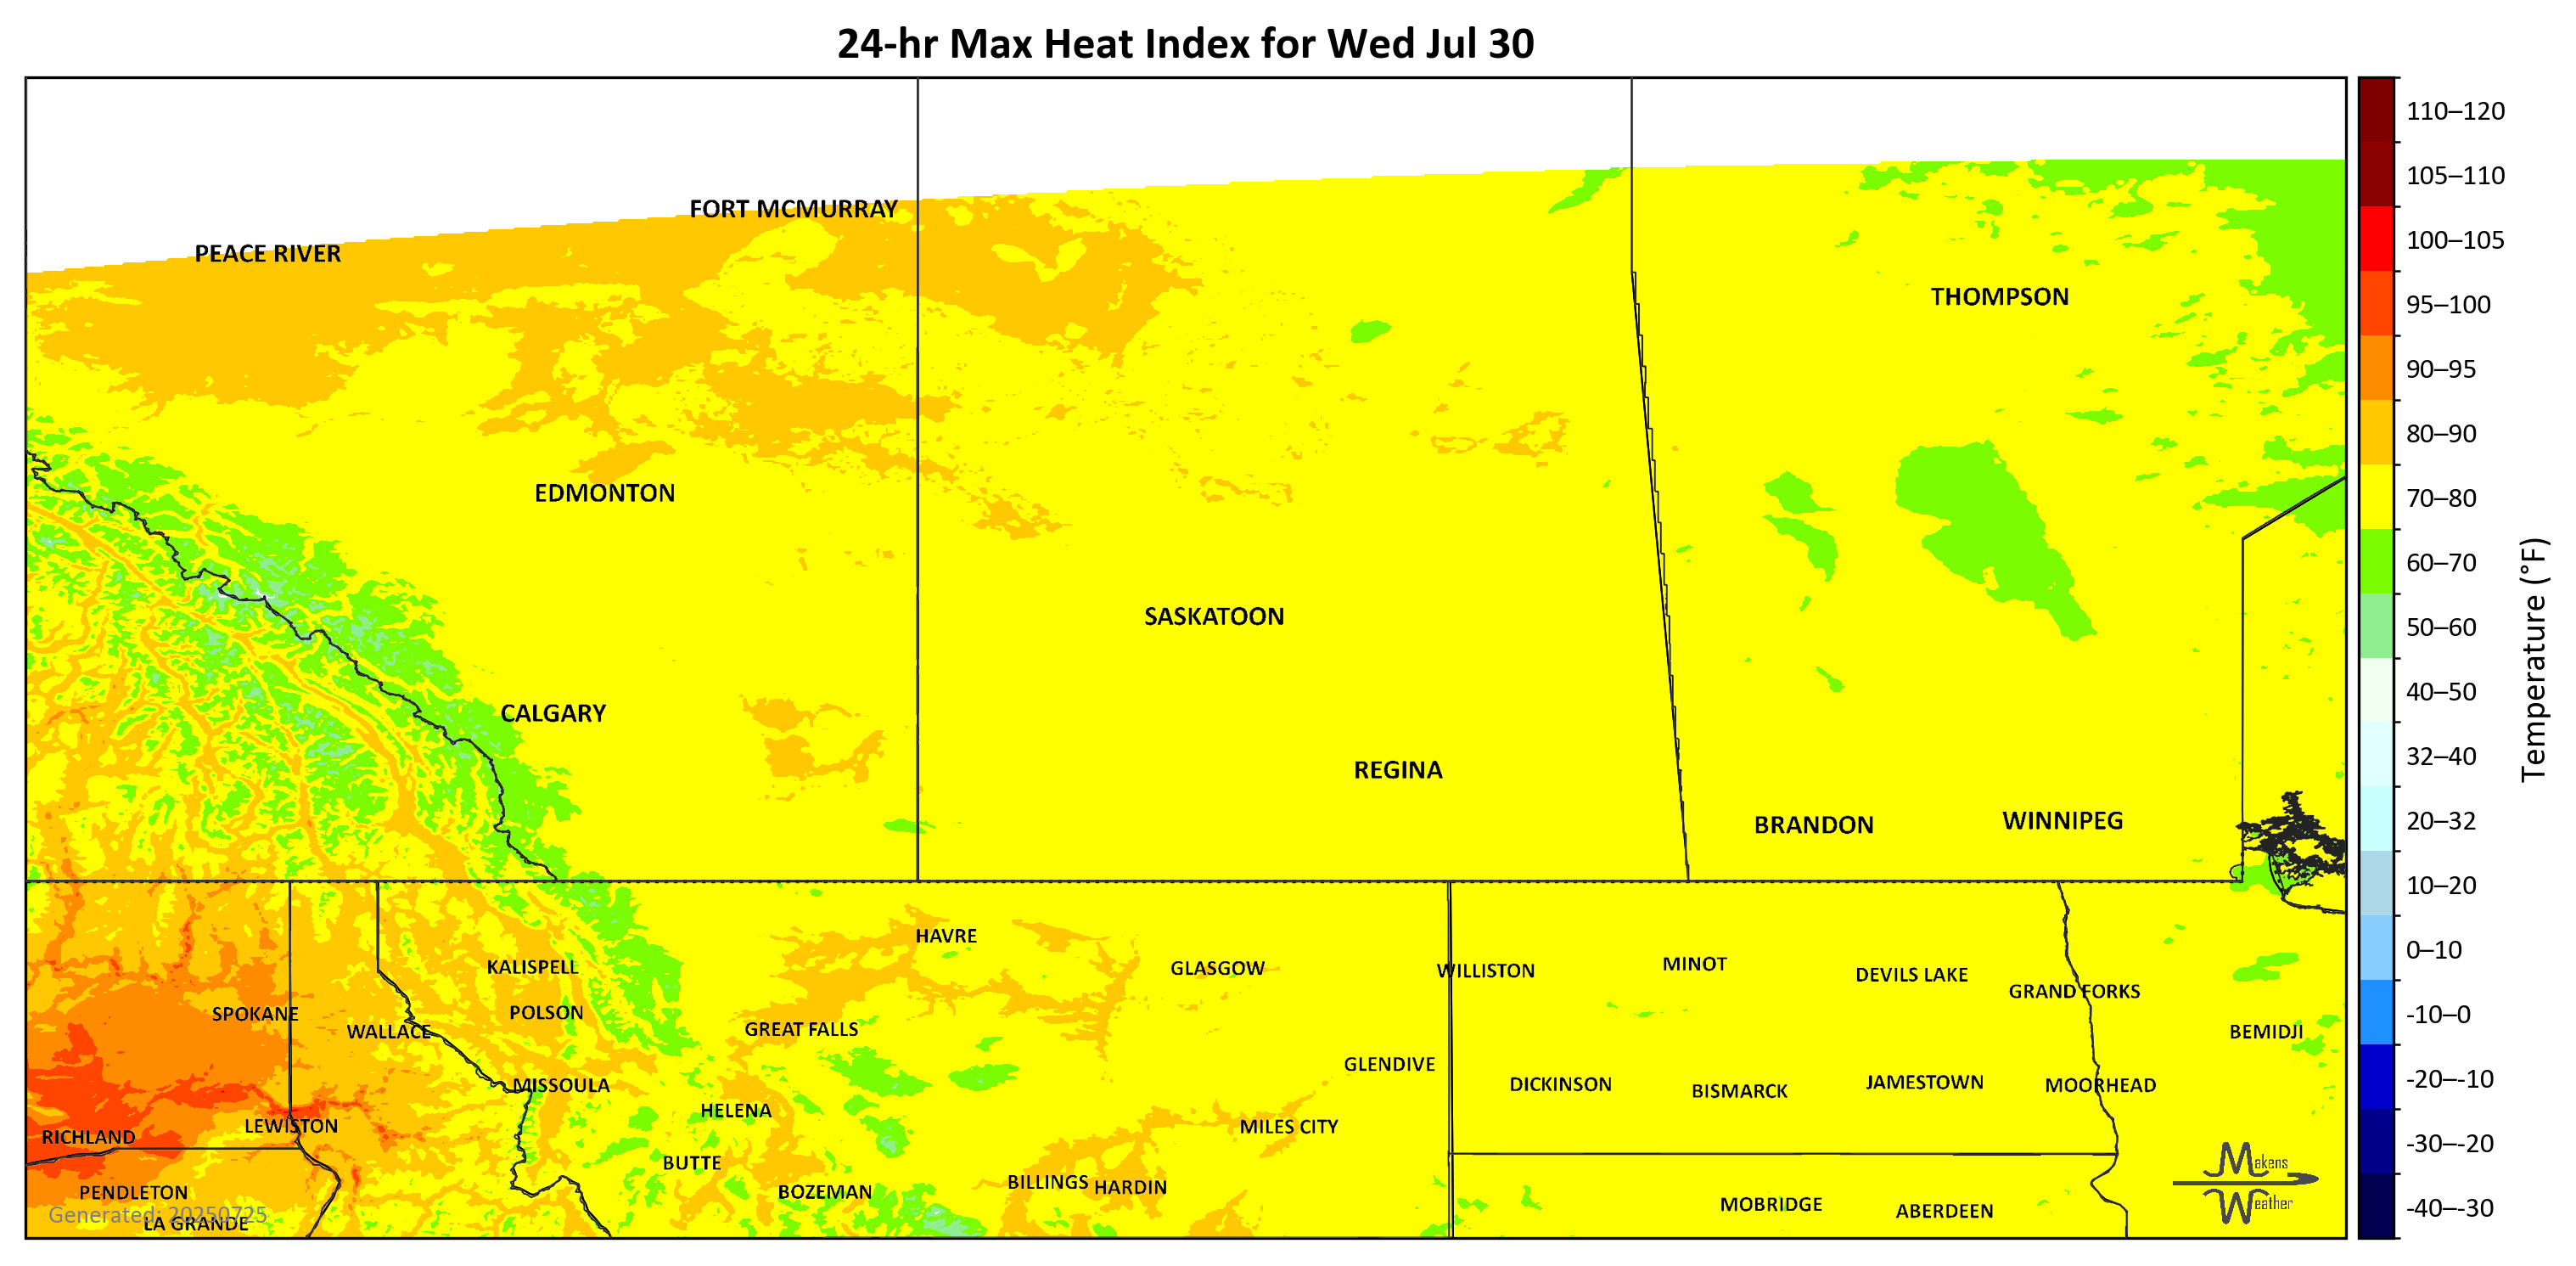 24-hr Max Heat Index for Wed Jul 30
FORT MCMURRAY
PEACE RIVER
THOMPSON
EDMONTON
SASKATOON
CALGARY
REGINA
BRANDON
WINNIPEG
HAVRE
KALISPELL
GLASGOW
WILLISTON
MINOT
DEVILS LAKE
GRAND FORKS
SPOKANE
POLSON
WALLACE
GREAT FALLS
BEMIDJI
GLENDIVE
MISSOULA
DICKINSON
BISMARCK
JAMESTOWN
MOORHEAD
HELENA
LEWISTON
MILES CITY
RICHLAND
BUTTE
BILLINGS
HARDIN
PENDLETON
BOZEMAN
MOBRIDGE
ABERDEEN
LA GRANDE
Generated: 20250725
Makens
Weather
110–120
105–110
100–105
95–100
90–95
80–90
70–80
60–70
50–60
40–50
32–40
20–32
10–20
0–10
-10–0
-20–-10
-30–-20
-40–-30
Temperature (°F)